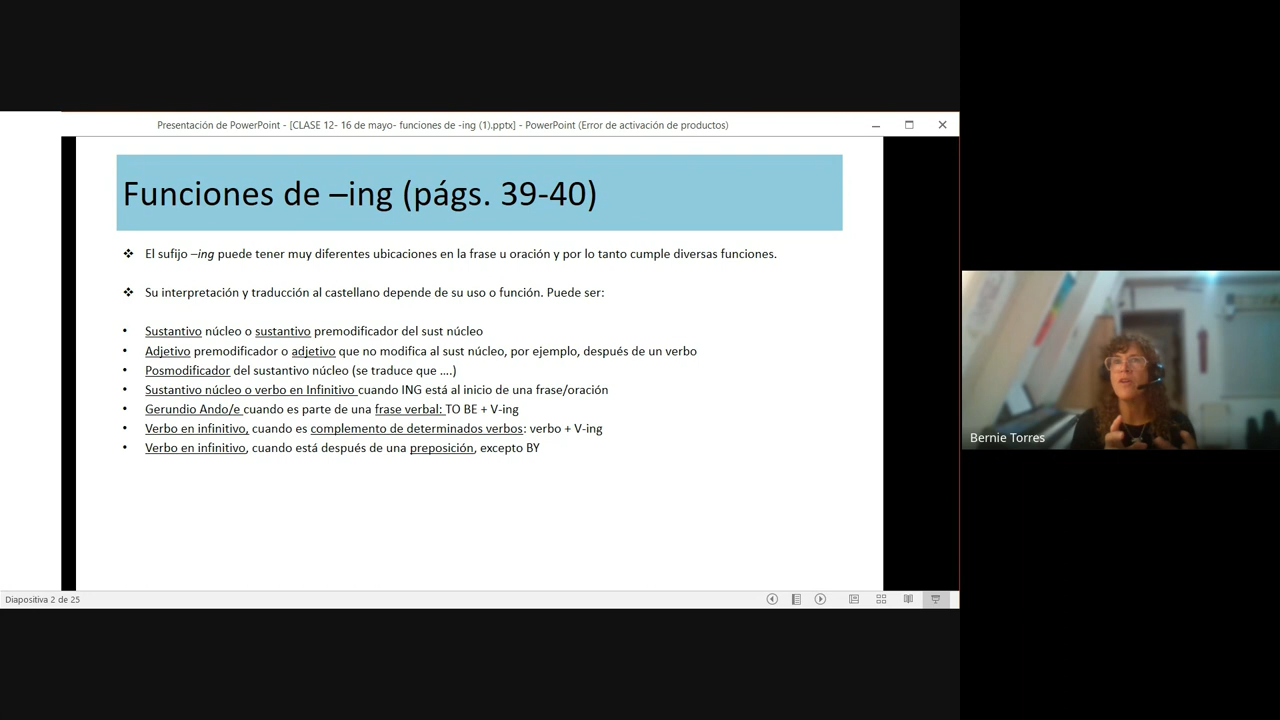 Presentación de PowerPoint - [CLASE 12- 16 de mayo- funciones de -ing (1).pptx] - PowerPoint (Error de activación de productos)
Funciones de –ing (págs. 39-40)
❖ El sufijo –ing puede tener muy diferentes ubicaciones en la frase u oración y por lo tanto cumple diversas funciones.
❖ Su interpretación y traducción al castellano depende de su uso o función. Puede ser:
• Sustantivo núcleo o sustantivo premodificador del sust núcleo
• Adjetivo premodificador o adjetivo que no modifica al sust núcleo, por ejemplo, después de un verbo
• Posmodificador del sustantivo núcleo (se traduce que ....)
• Sustantivo núcleo o verbo en Infinitivo cuando ING está al inicio de una frase/oración
• Gerundio Ando/e cuando es parte de una frase verbal: TO BE + V-ing
• Verbo en infinitivo, cuando es complemento de determinados verbos: verbo + V-ing
• Verbo en infinitivo, cuando está después de una preposición, excepto BY
Bernie Torres
Diapositiva 2 de 25